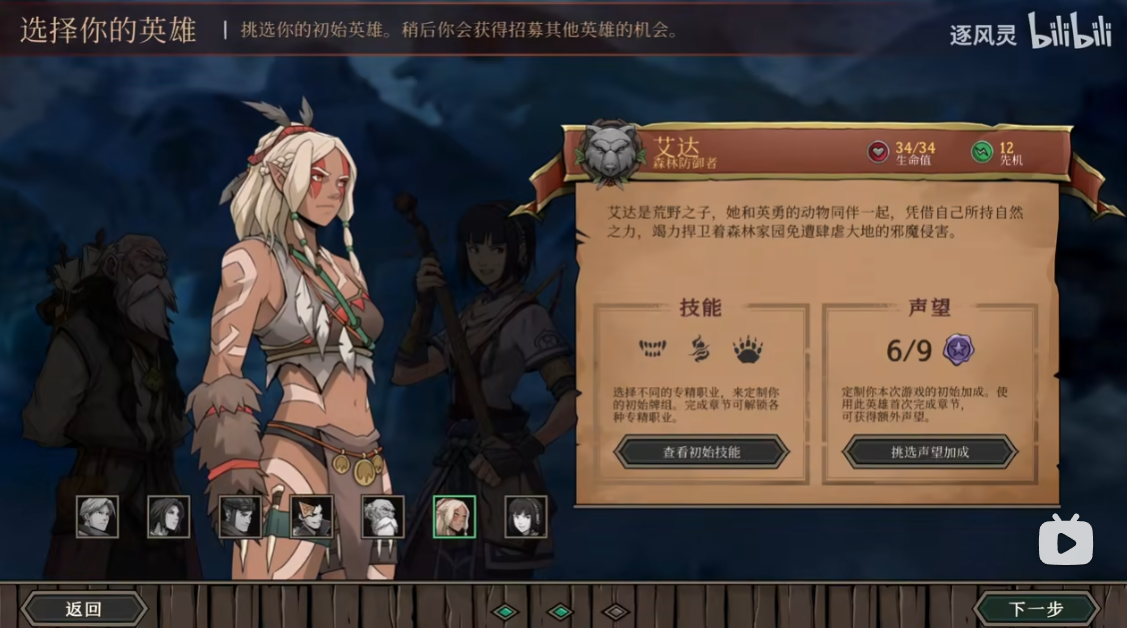 选择你的英雄 | 挑选你的初始英雄。稍后你会获得招募其他英雄的机会。
逐风灵 bilibili
艾达
森林防御者
34/34
生命值
12
先机
艾达是荒野之子，她和英勇的动物同伴一起，凭借自己所持自然
之力，竭力捍卫着森林家园免遭肆虐大地的邪魔侵害。
技能
选择不同的专精职业，来定制你
的初始牌组。完成章节可解锁各
种专精职业。
查看初始技能
声望
6/9
定制你本次游戏的初始加成。使
用此英雄首次完成章节，
可获得额外声望。
挑选声望加成
返回
下一步